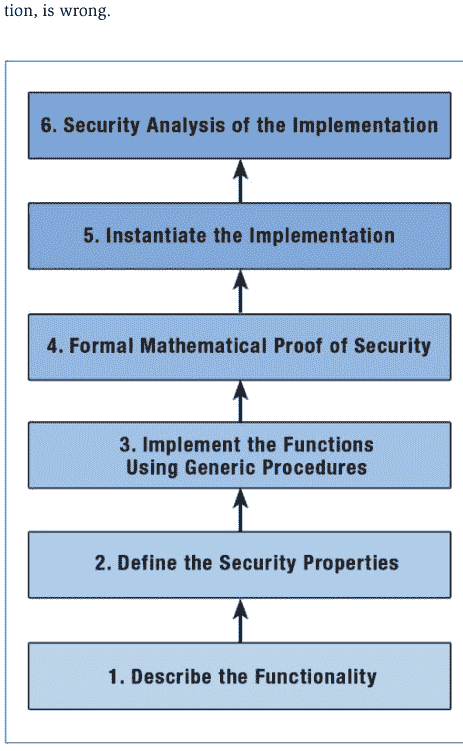 tion, is wrong.
6. Security Analysis of the Implementation
5. Instantiate the Implementation
4. Formal Mathematical Proof of Security
3. Implement the Functions
Using Generic Procedures
2. Define the Security Properties
1. Describe the Functionality